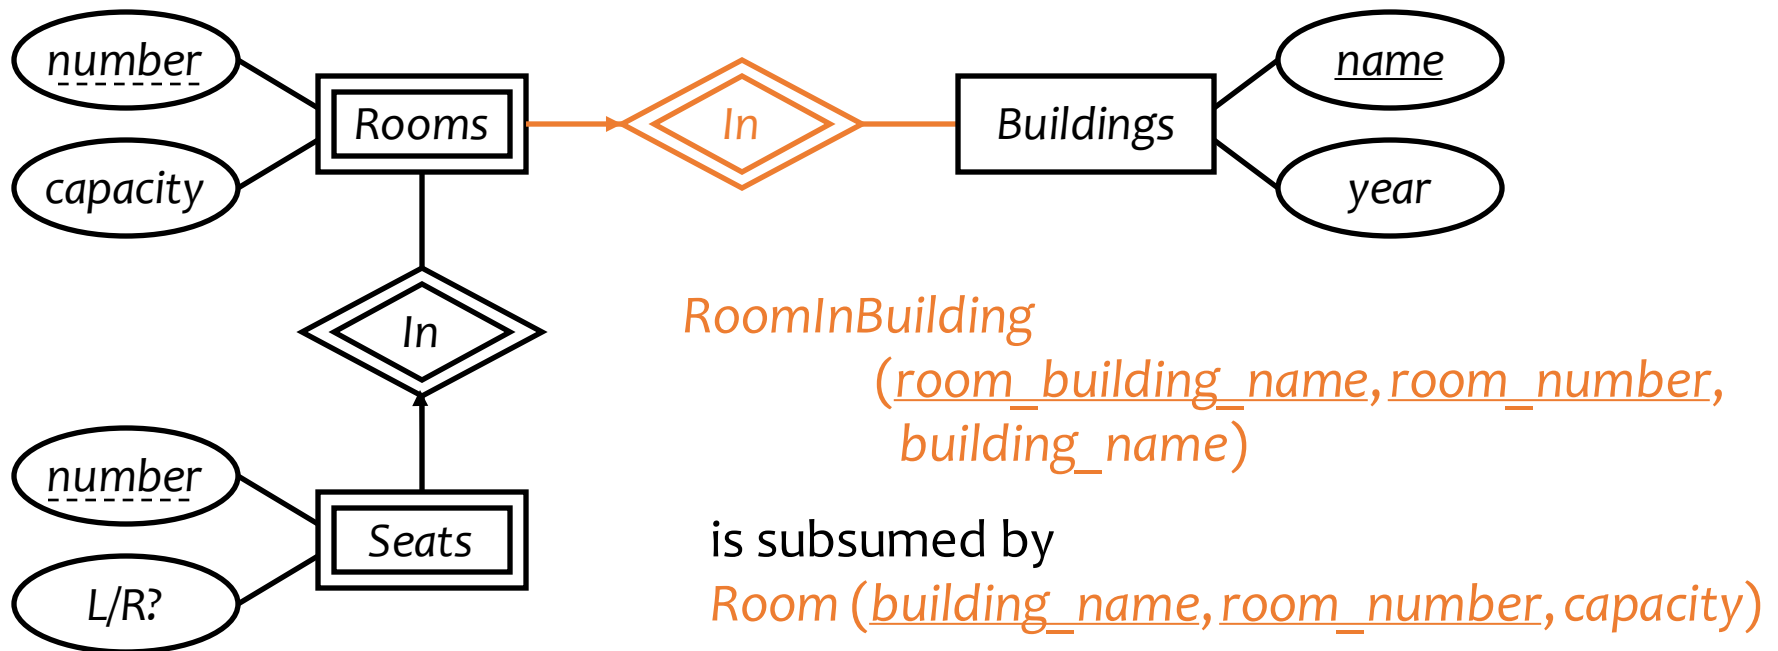 number
Rooms
In
Buildings
name
capacity
year
In
number
Seats
L/R?
RoomInBuilding
(room_building_name, room_number,
building_name)
is subsumed by
Room (building_name, room_number, capacity)